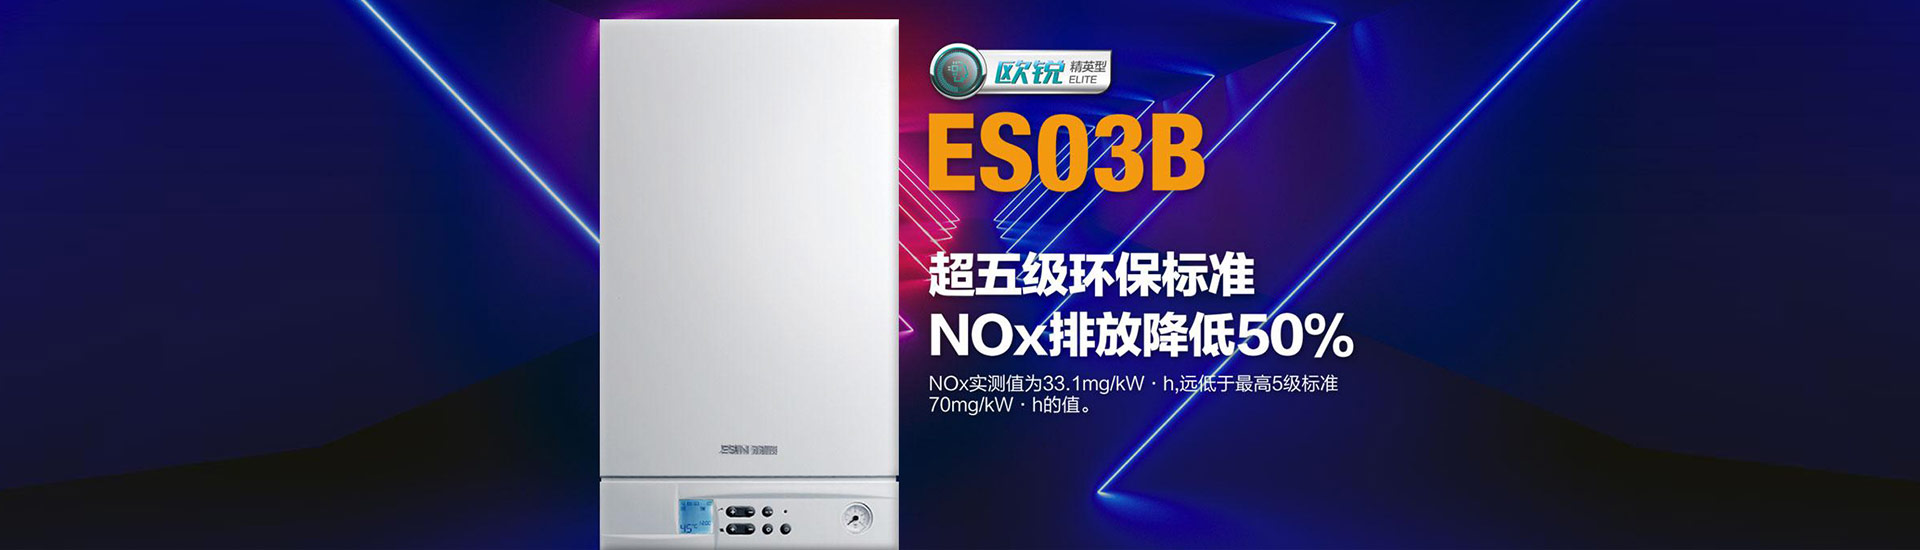 欧锐 精英型
ELITE
ES03B
超五级环保标准
NOx排放降低50%
NOx实测值为33.1mg/kW · h,远低于最高5级标准
70mg/kW · h的值。
45℃